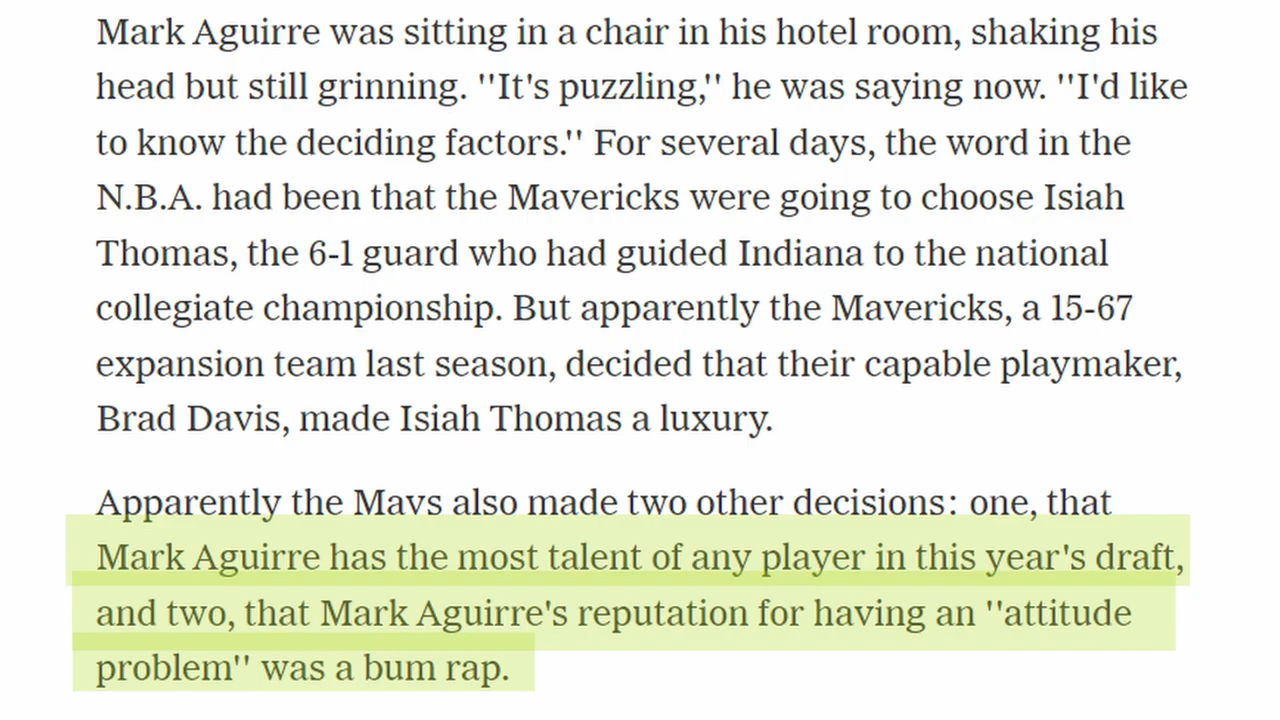 Mark Aguirre was sitting in a chair in his hotel room, shaking his
head but still grinning. ''It's puzzling,'' he was saying now. ''I'd like
to know the deciding factors.'' For several days, the word in the
N.B.A. had been that the Mavericks were going to choose Isiah
Thomas, the 6-1 guard who had guided Indiana to the national
collegiate championship. But apparently the Mavericks, a 15-67
expansion team last season, decided that their capable playmaker,
Brad Davis, made Isiah Thomas a luxury.
Apparently the Mavs also made two other decisions: one, that
Mark Aguirre has the most talent of any player in this year's draft,
and two, that Mark Aguirre's reputation for having an ''attitude
problem'' was a bum rap.